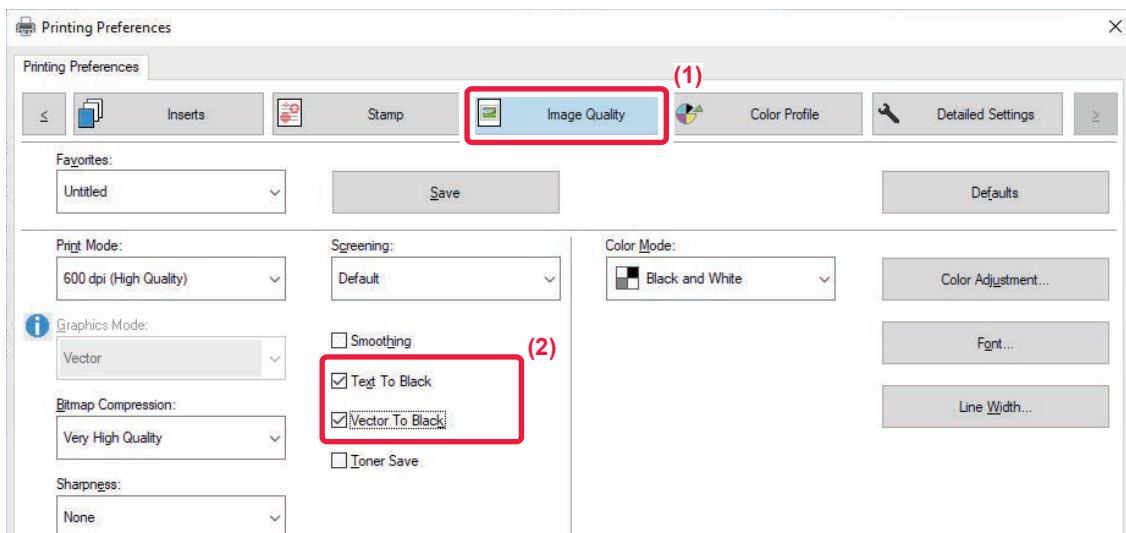 Printing Preferences
Printing Preferences
(1)
≤ Inserts Stamp Image Quality Color Profile Detailed Settings ≥
Favorites:
Untitled Save Defaults
Print Mode: Screening: Color Mode:
600 dpi (High Quality) Default Black and White Color Adjustment...
Graphics Mode:
Smoothing Font...
Vector (2)
Text To Black
Bitmap Compression: Vector To Black Line Width...
Very High Quality
Toner Save
Sharpness:
None